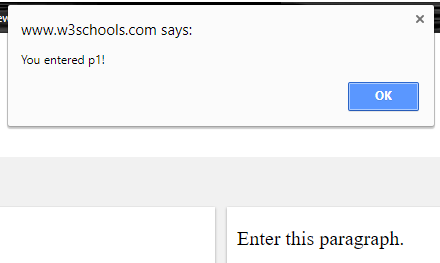 www.w3schools.com says:
You entered p1!
OK
Enter this paragraph.